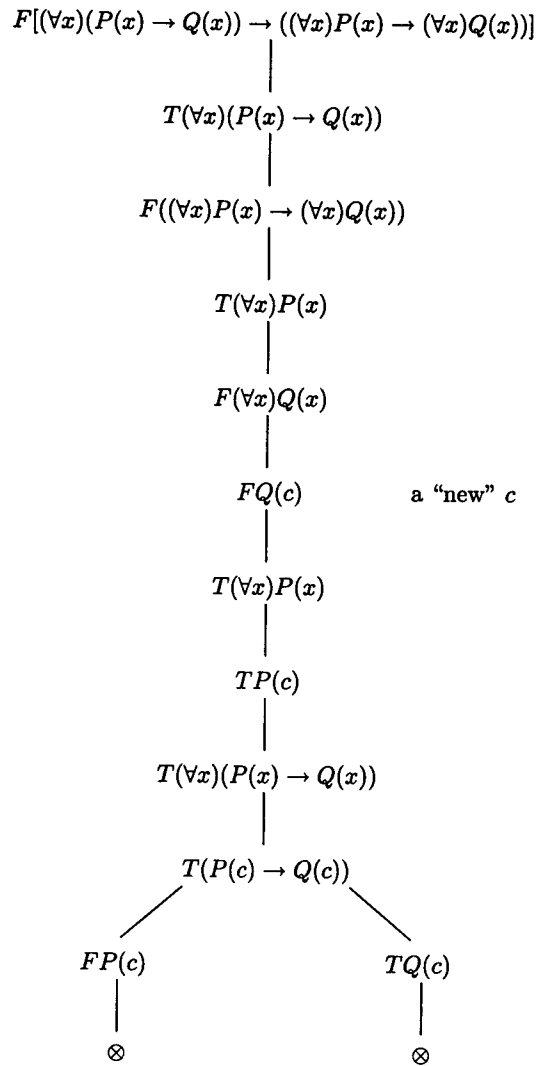 F[(∀x)(P(x) → Q(x)) → ((∀x)P(x) → (∀x)Q(x))]
T(∀x)(P(x) → Q(x))
F((∀x)P(x) → (∀x)Q(x))
T(∀x)P(x)
F(∀x)Q(x)
FQ(c) a “new” c
T(∀x)P(x)
TP(c)
T(∀x)(P(x) → Q(x))
T(P(c) → Q(c))
FP(c) TQ(c)
⊗ ⊗